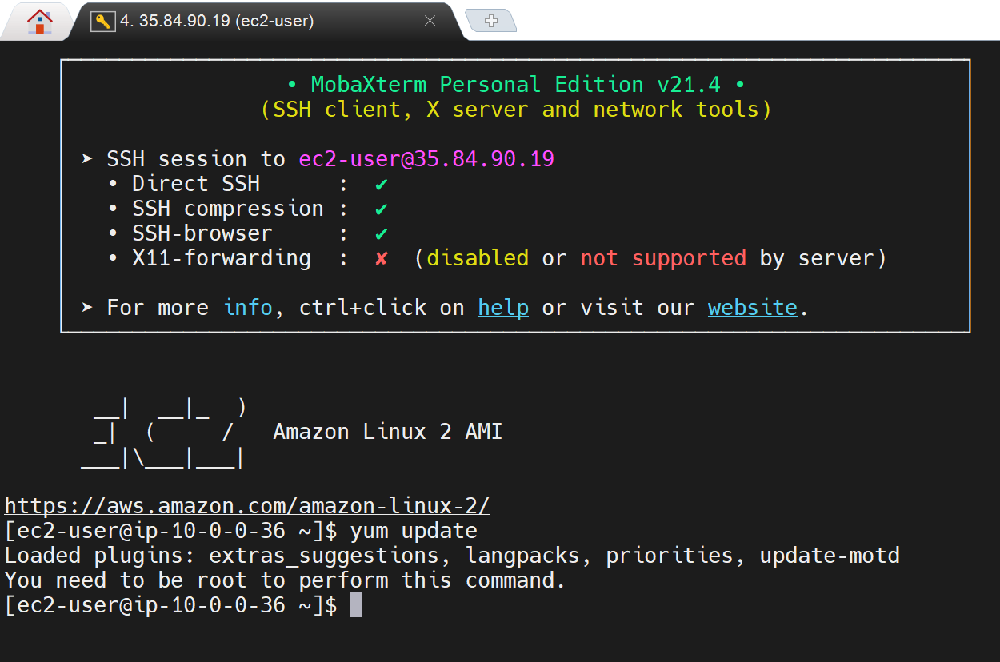 4. 35.84.90.19 (ec2-user)
• MobaXterm Personal Edition v21.4 •
(SSH client, X server and network tools)
➤ SSH session to ec2-user@35.84.90.19
• Direct SSH : ✔
• SSH compression : ✔
• SSH-browser : ✔
• X11-forwarding : ✘ (disabled or not supported by server)
➤ For more info, ctrl+click on help or visit our website.
__| __|_ )
_| ( / Amazon Linux 2 AMI
___|\___|___|
https://aws.amazon.com/amazon-linux-2/
[ec2-user@ip-10-0-0-36 ~]$ yum update
Loaded plugins: extras_suggestions, langpacks, priorities, update-motd
You need to be root to perform this command.
[ec2-user@ip-10-0-0-36 ~]$